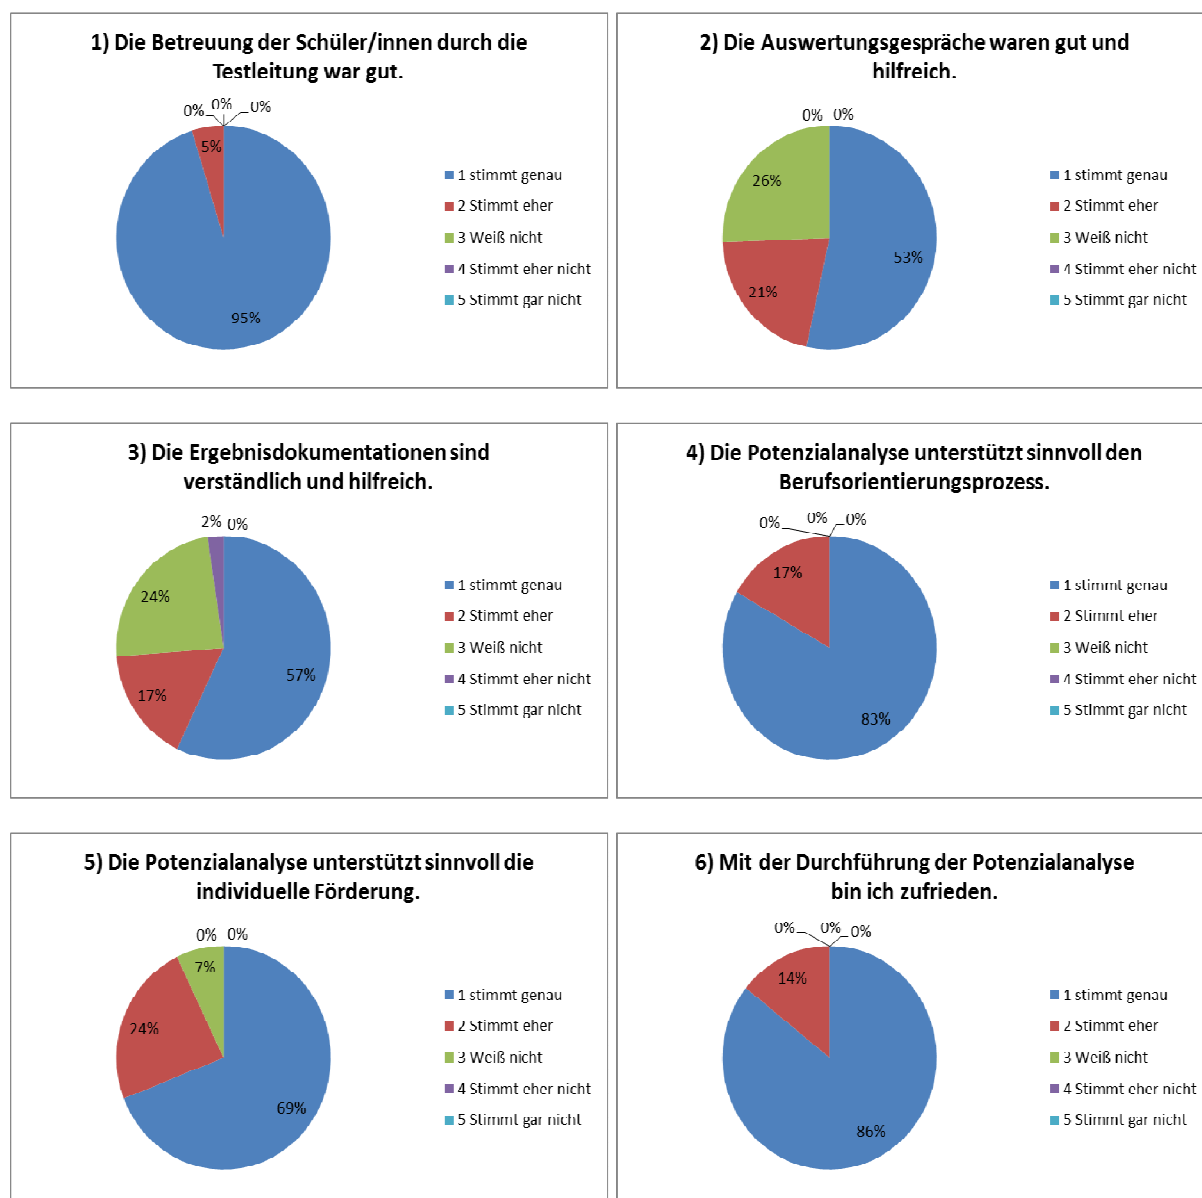 1) Die Betreuung der Schüler/innen durch die
Testleitung war gut.
0% 0% 0%
5%
95%
1 stimmt genau
2 Stimmt eher
3 Weiß nicht
4 Stimmt eher nicht
5 Stimmt gar nicht
2) Die Auswertungsgespräche waren gut und
hilfreich.
0% 0%
26%
53%
21%
1 stimmt genau
2 Stimmt eher
3 Weiß nicht
4 Stimmt eher nicht
5 Stimmt gar nicht
3) Die Ergebnisdokumentationen sind
verständlich und hilfreich.
2% 0%
24%
57%
17%
1 stimmt genau
2 Stimmt eher
3 Weiß nicht
4 Stimmt eher nicht
5 Stimmt gar nicht
4) Die Potenzialanalyse unterstützt sinnvoll den
Berufsorientierungsprozess.
0% 0% 0%
17%
83%
1 stimmt genau
2 Stimmt eher
3 Weiß nicht
4 Stimmt eher nicht
5 Stimmt gar nicht
5) Die Potenzialanalyse unterstützt sinnvoll die
individuelle Förderung.
0% 0%
7%
24%
69%
1 stimmt genau
2 Stimmt eher
3 Weiß nicht
4 Stimmt eher nicht
5 Stimmt gar nicht
6) Mit der Durchführung der Potenzialanalyse
bin ich zufrieden.
0% 0% 0%
14%
86%
1 stimmt genau
2 Stimmt eher
3 Weiß nicht
4 Stimmt eher nicht
5 Stimmt gar nicht